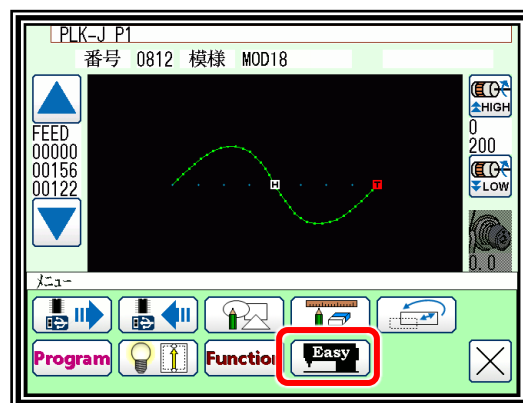 PLK-J P1
番号 0812 模様 MOD18
FEED
00000
00156
00122
H
T
HIGH
0
200
LOW
0.0
メニュー
Program
Function
Easy